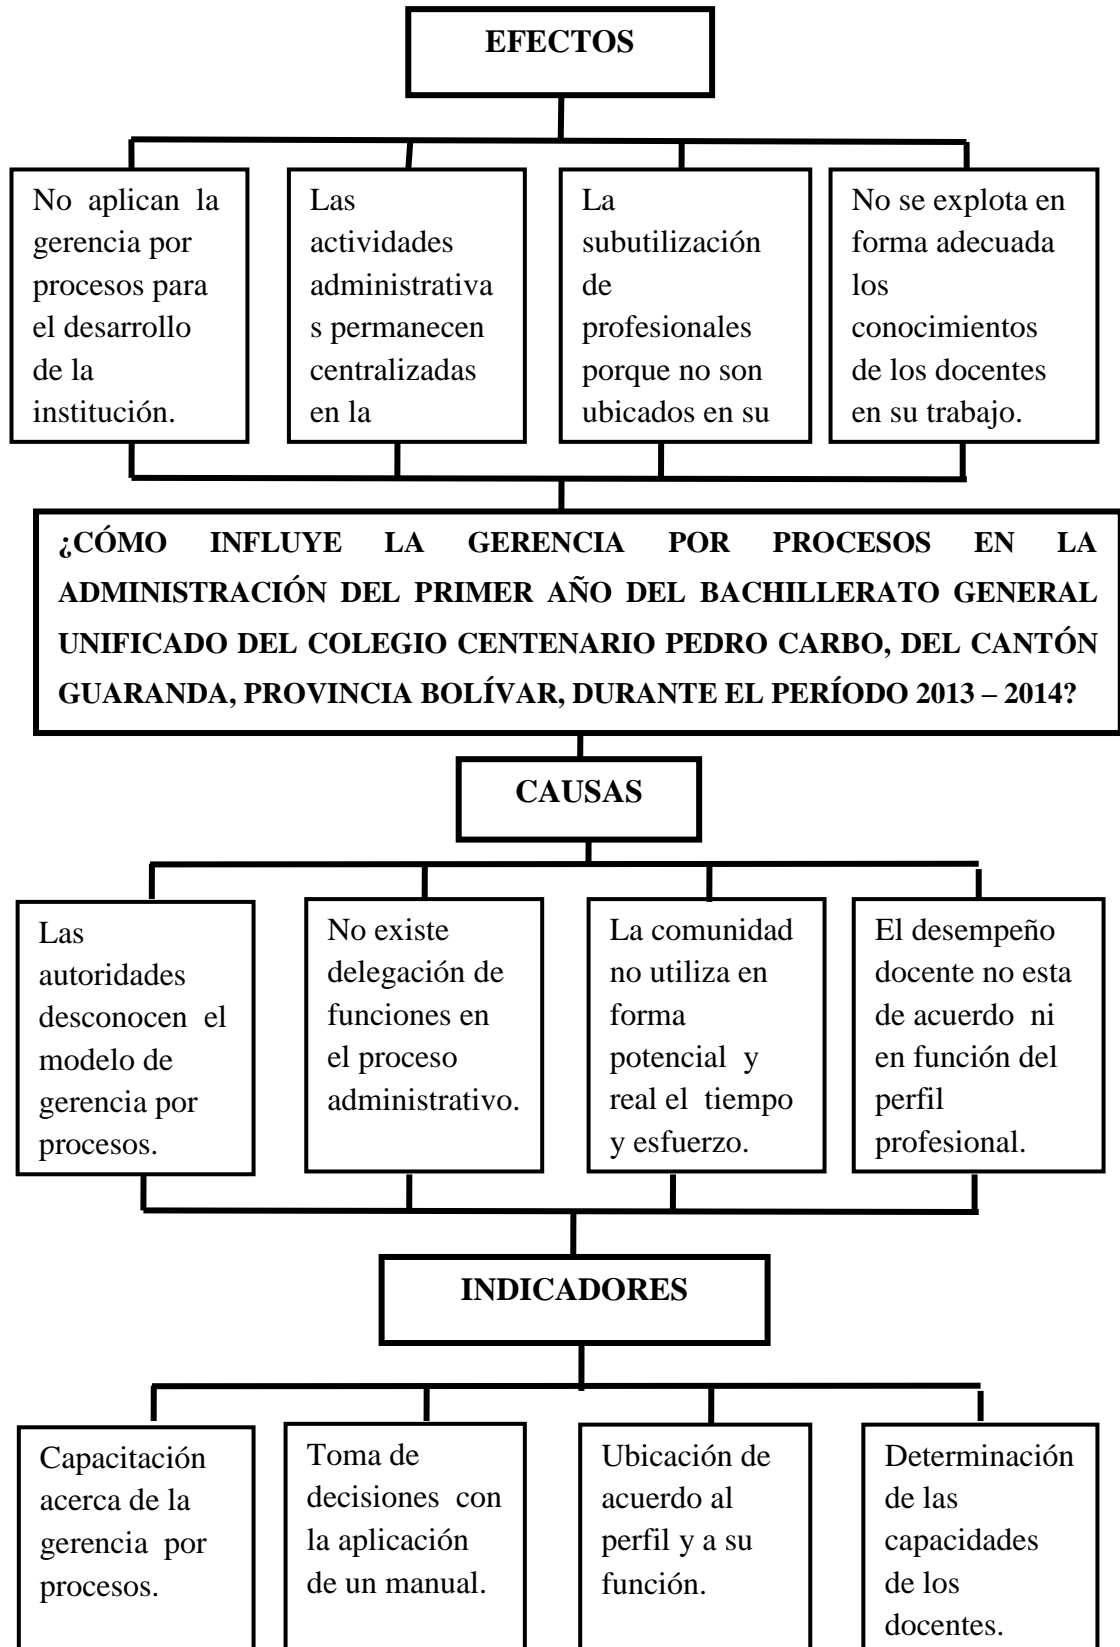 EFECTOS
No aplican la
gerencia por
procesos para
el desarrollo
de la
institución.
Las
actividades
administrativa
s permanecen
centralizadas
en la
La
subutilización
de
profesionales
porque no son
ubicados en su
No se explota en
forma adecuada
los
conocimientos
de los docentes
en su trabajo.
¿CÓMO INFLUYE LA GERENCIA POR PROCESOS EN LA
ADMINISTRACIÓN DEL PRIMER AÑO DEL BACHILLERATO GENERAL
UNIFICADO DEL COLEGIO CENTENARIO PEDRO CARBO, DEL CANTÓN
GUARANDA, PROVINCIA BOLÍVAR, DURANTE EL PERÍODO 2013 – 2014?
CAUSAS
Las
autoridades
desconocen el
modelo de
gerencia por
procesos.
No existe
delegación de
funciones en
el proceso
administrativo.
La comunidad
no utiliza en
forma
potencial y
real el tiempo
y esfuerzo.
El desempeño
docente no esta
de acuerdo ni
en función del
perfil
profesional.
INDICADORES
Capacitación
acerca de la
gerencia por
procesos.
Toma de
decisiones con
la aplicación
de un manual.
Ubicación de
acuerdo al
perfil y a su
función.
Determinación
de las
capacidades
de los
docentes.